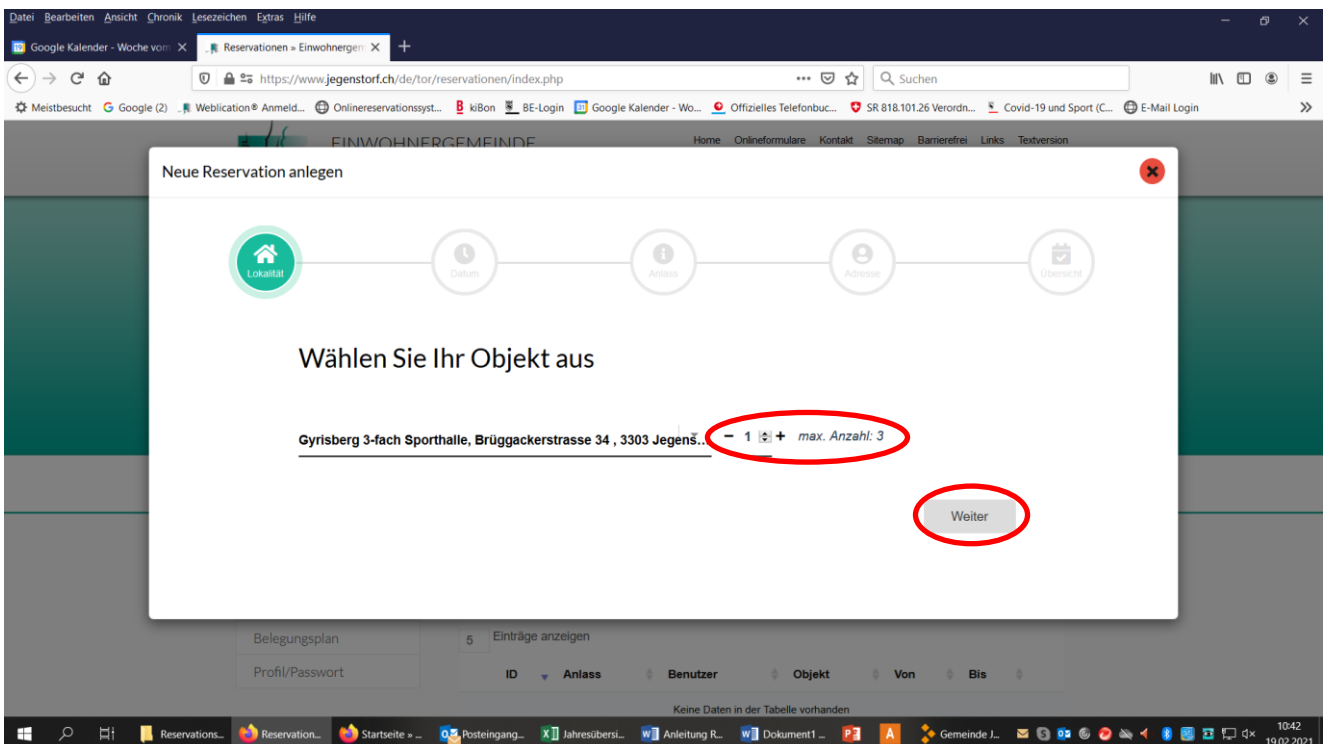 Datei Bearbeiten Ansicht Chronik Lesezeichen Extras Hilfe
Google Kalender - Woche vom
Reservationen » Einwohnergem
https://www.jegenstorf.ch/de/tor/reservationen/index.php
Suchen
Meistbesucht Google (2) Weblication® Anmeld... Onlinereservationssyst... kiBon BE-Login Google Kalender - Wo... Offizielles Telefonbuc... SR 818.101.26 Verordn... Covid-19 und Sport (C... E-Mail Login
EINWOHNERGEMEINDE
Home Onlineformulare Kontakt Sitemap Barrierefrei Links Textversion
Neue Reservation anlegen
Lokalität Datum Anlass Adresse Übersicht
Wählen Sie Ihr Objekt aus
Gyrisberg 3-fach Sporthalle, Brüggackerstrasse 34 , 3303 Jegens... − 1 + max. Anzahl: 3
Weiter
Belegungsplan
5 Einträge anzeigen
Profil/Passwort
ID Anlass Benutzer Objekt Von Bis
Keine Daten in der Tabelle vorhanden
Reservations... Reservation... Startseite » ... Posteingang... Jahresübersi... Anleitung R... Dokument1 ... Gemeinde J...
10:42
19.02.2021